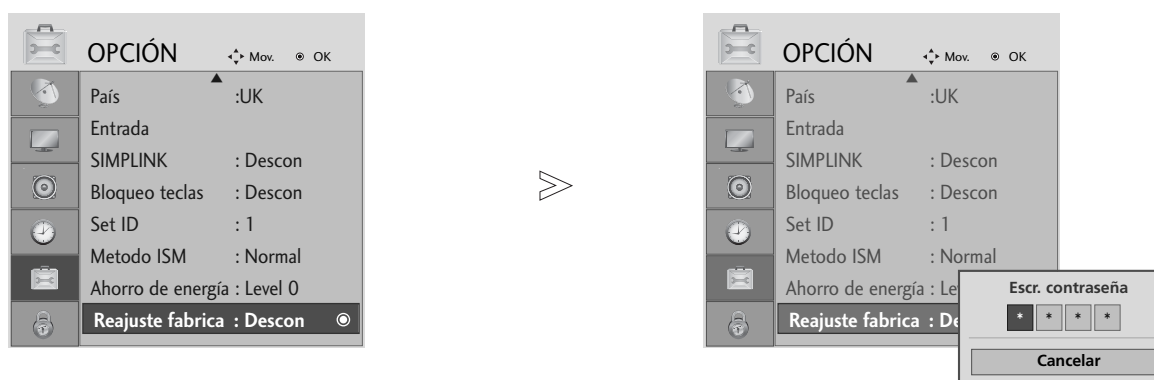 OPCIÓN Mov. OK
País :UK
Entrada
SIMPLINK : Descon
Bloqueo teclas : Descon
Set ID : 1
Metodo ISM : Normal
Ahorro de energía : Level 0
Reajuste fabrica : Descon
OPCIÓN Mov. OK
País :UK
Entrada
SIMPLINK : Descon
Bloqueo teclas : Descon
Set ID : 1
Metodo ISM : Normal
Ahorro de energía : Le
Reajuste fabrica : De
Escr. contraseña
* * * *
Cancelar